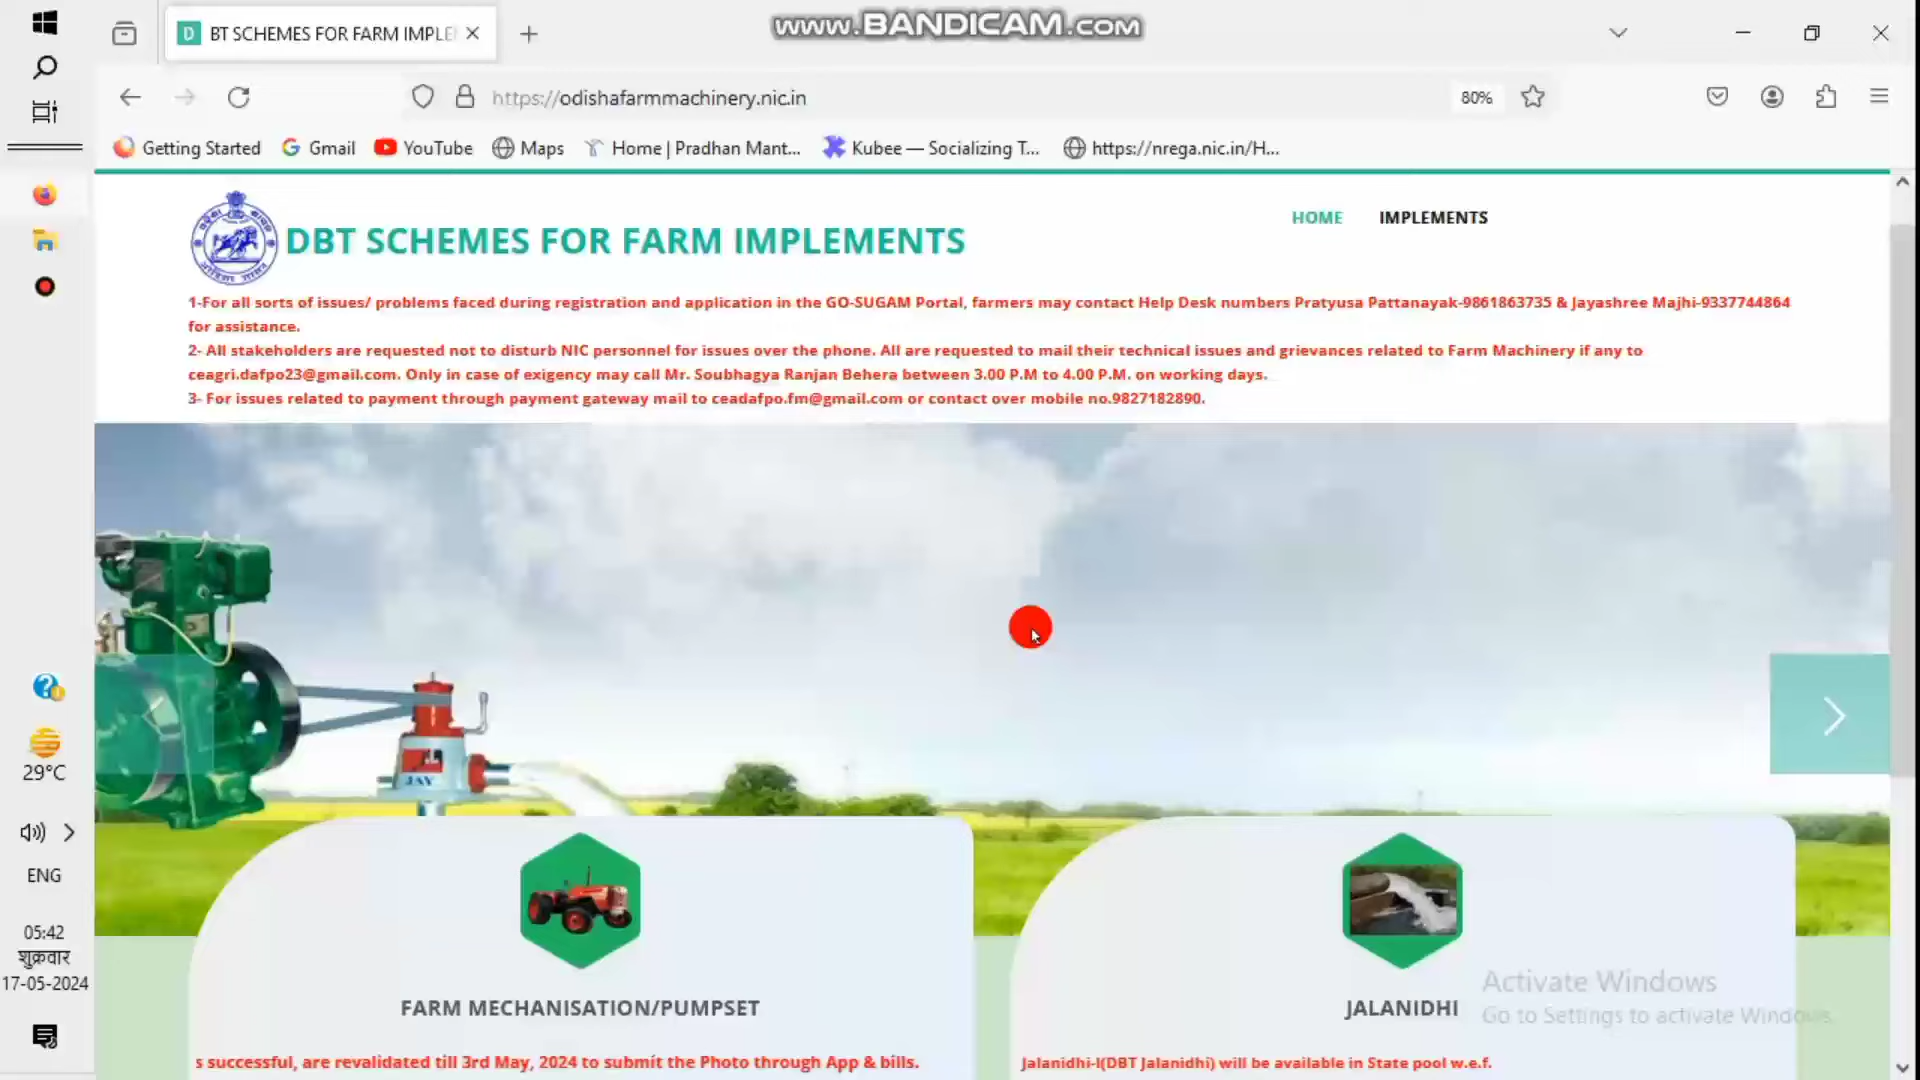 BT SCHEMES FOR FARM IMPLE
www.BANDICAM.com
https://odishafarmmachinery.nic.in
80%
Getting Started
Gmail
YouTube
Maps
Home | Pradhan Mant...
Kubee — Socializing T...
https://nrega.nic.in/H...
DBT SCHEMES FOR FARM IMPLEMENTS
HOME
IMPLEMENTS
1-For all sorts of issues/ problems faced during registration and application in the GO-SUGAM Portal, farmers may contact Help Desk numbers Pratyusa Pattanayak-9861863735 & Jayashree Majhi-9337744864
for assistance.
2- All stakeholders are requested not to disturb NIC personnel for issues over the phone. All are requested to mail their technical issues and grievances related to Farm Machinery if any to
ceagri.dafpo23@gmail.com. Only in case of exigency may call Mr. Soubhagya Ranjan Behera between 3.00 P.M to 4.00 P.M. on working days.
3- For issues related to payment through payment gateway mail to ceadafpo.fm@gmail.com or contact over mobile no.9827182890.
JAY
29°C
ENG
05:42
शुक्रवार
17-05-2024
FARM MECHANISATION/PUMPSET
JALANIDHI
Activate Windows
Go to Settings to activate Windows.
s successful, are revalidated till 3rd May, 2024 to submit the Photo through App & bills.
Jalanidhi-I(DBT Jalanidhi) will be available in State pool w.e.f.